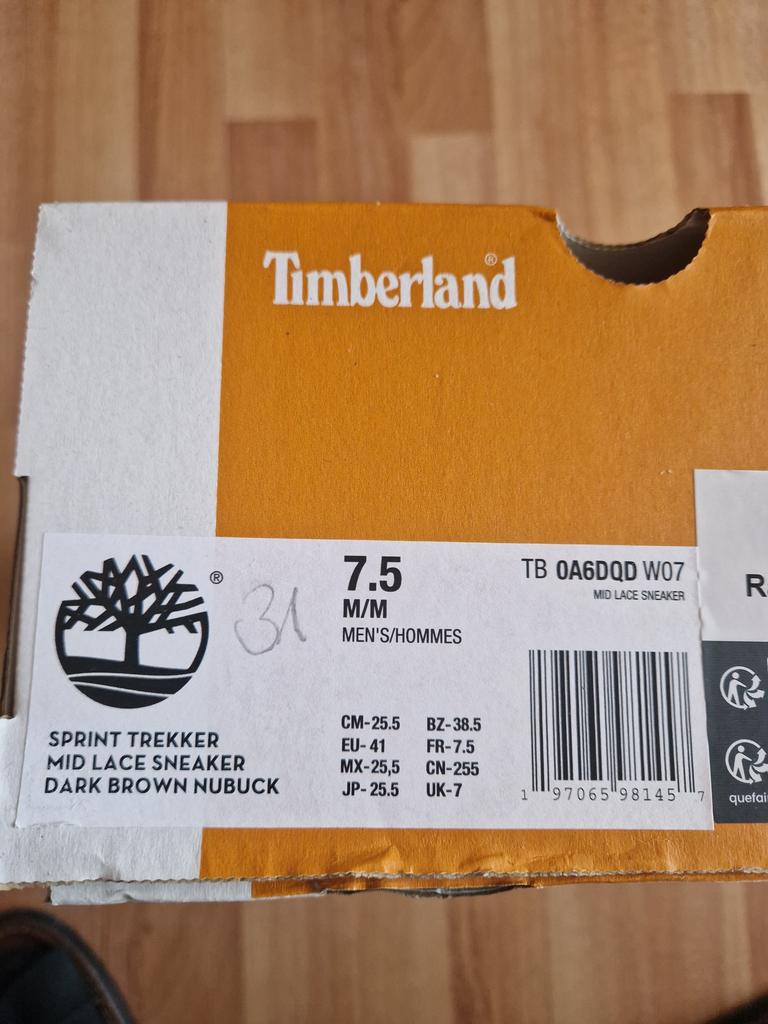 Timberland®
®
31
7.5
M/M
MEN'S/HOMMES
TB 0A6DQD W07
MID LACE SNEAKER
SPRINT TREKKER
MID LACE SNEAKER
DARK BROWN NUBUCK
CM-25.5 BZ-38.5
EU- 41 FR-7.5
MX-25,5 CN-255
JP- 25.5 UK-7
1 97065 98145 7